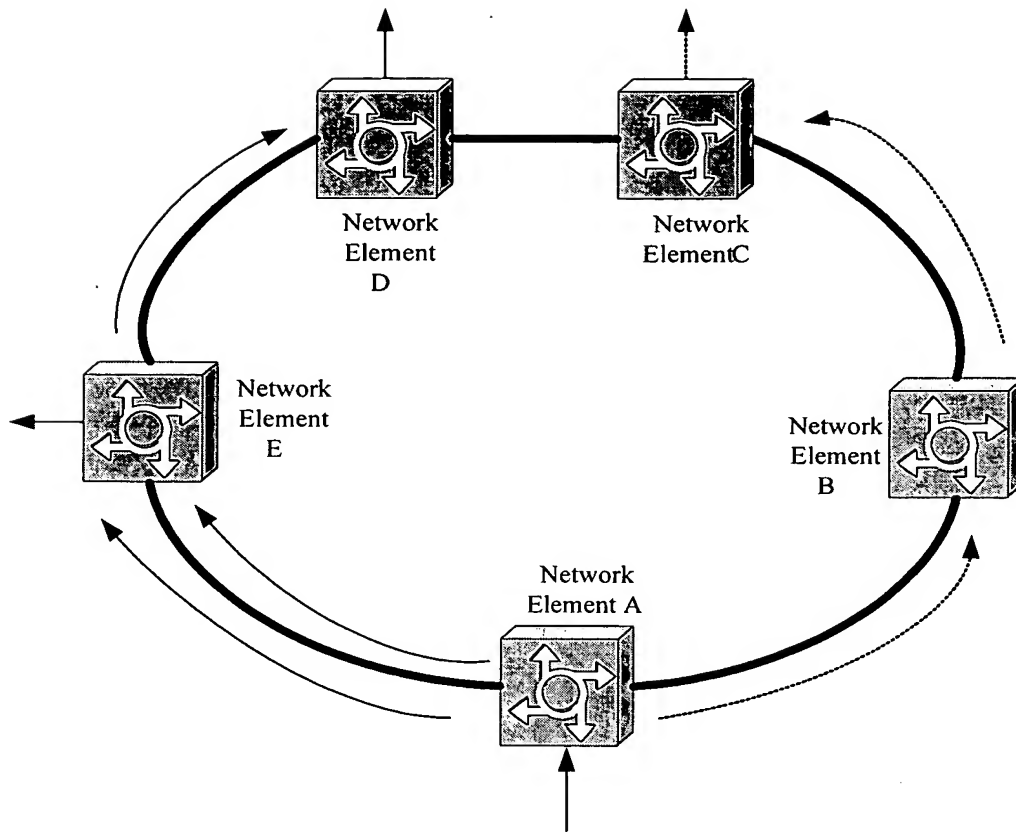 Network
Element
D
Network
ElementC
Network
Element
E
Network
Element
B
Network
Element A